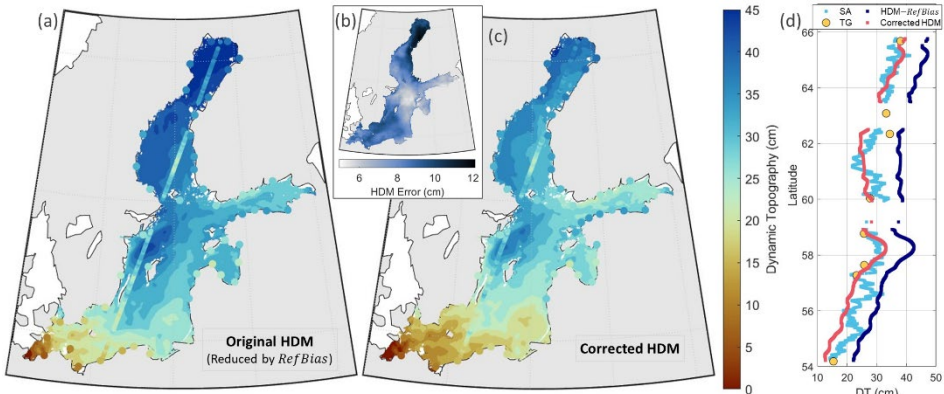 (a)
Original HDM
(Reduced by RefBias)
(b)
6 8 10 12
HDM Error (cm)
(c)
Corrected HDM
45
40
35
30
25
20
15
10
5
0
Dynamic Topography (cm)
(d)
SA
HDM−RefBias
TG
Corrected HDM
66
64
62
60
58
56
54
Latitude
10 20 30 40 50
DT (cm)